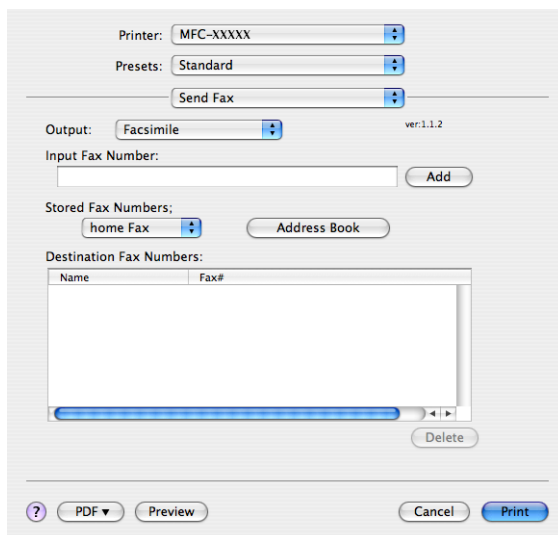 Printer: MFC-XXXXX
Presets: Standard
Send Fax
Output: Facsimile ver:1.1.2
Input Fax Number:
Add
Stored Fax Numbers;
home Fax Address Book
Destination Fax Numbers:
Name Fax#
Delete
? PDF ▼ Preview Cancel Print